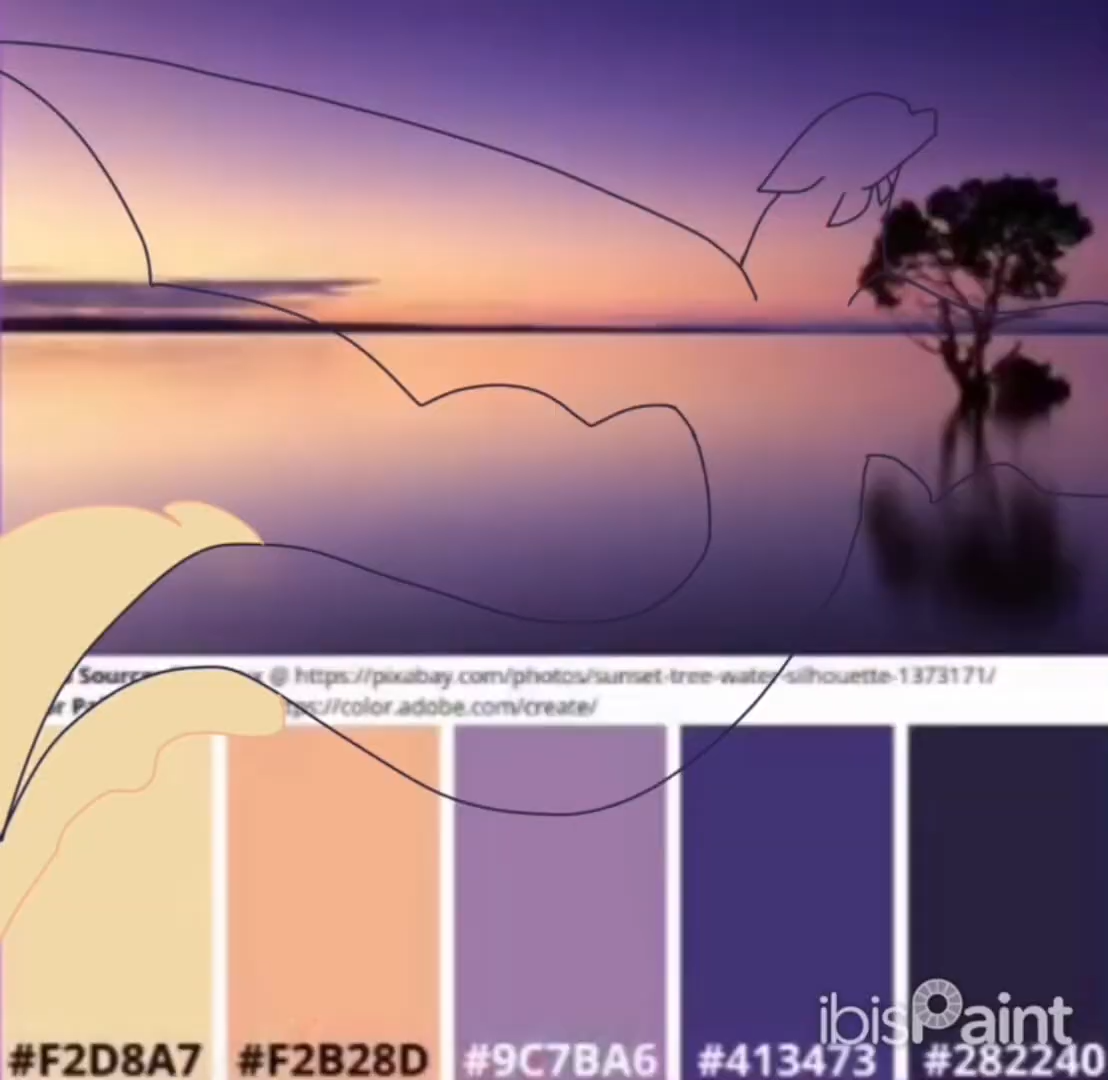 Source
@ https://pixabay.com/photos/sunset-tree-water-silhouette-1373171/
https://color.adobe.com/create/
#F2D8A7 #F2B28D #9C7BA6 #413473 #282240
ibisPaint